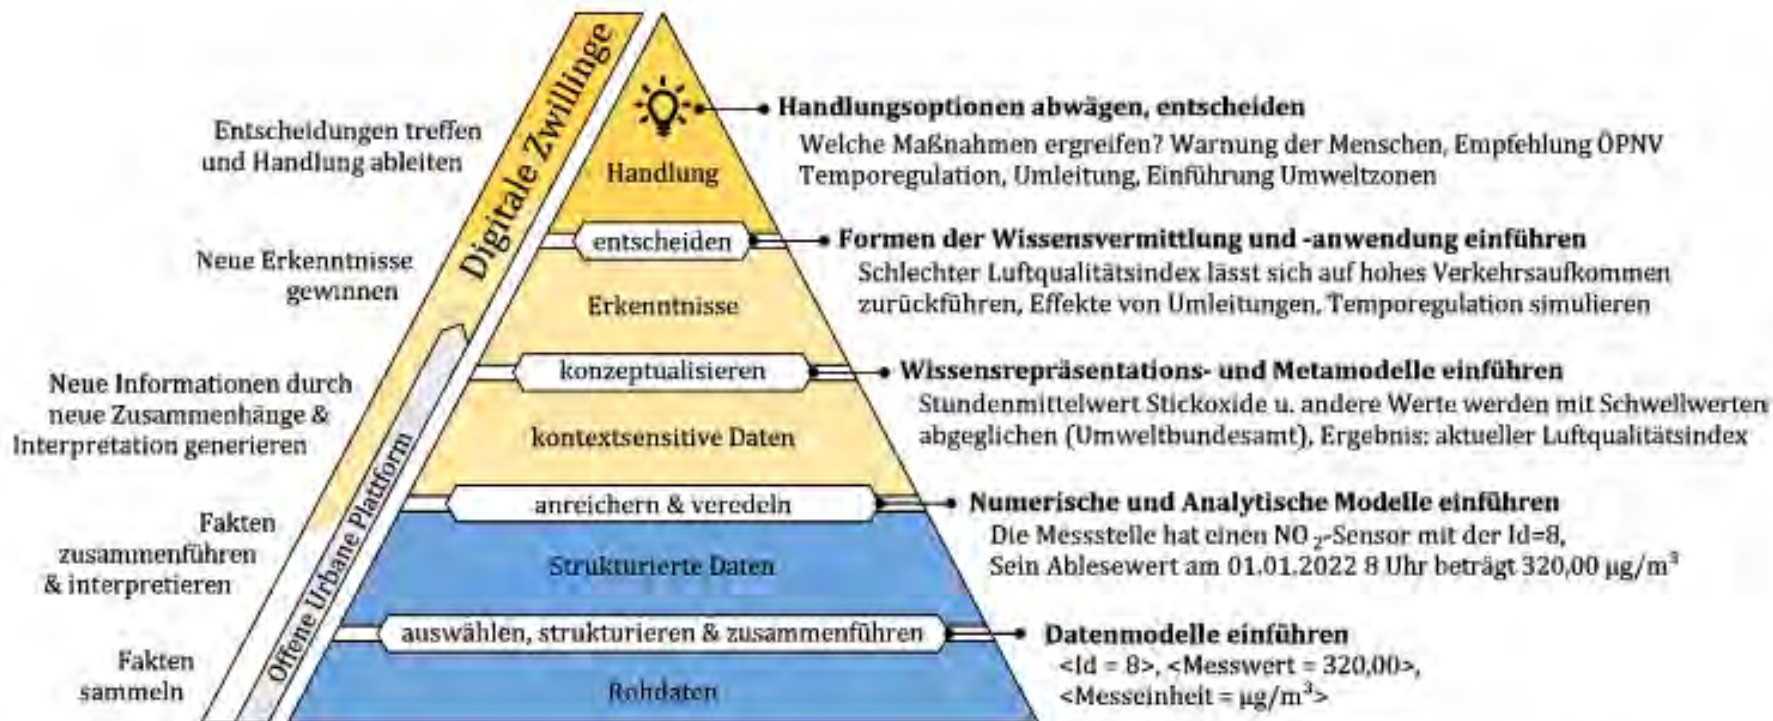 Digitale Zwillinge
Offene Urbane Plattform
Entscheidungen treffen
und Handlung ableiten
Neue Erkenntnisse
gewinnen
Neue Informationen durch
neue Zusammenhänge &
Interpretation generieren
Fakten
zusammenführen
& interpretieren
Fakten
sammeln
Handlung
entscheiden
Erkenntnisse
konzeptualisieren
kontextsensitive Daten
anreichern & veredeln
Strukturierte Daten
auswählen, strukturieren & zusammenführen
Rohdaten
Handlungsoptionen abwägen, entscheiden
Welche Maßnahmen ergreifen? Warnung der Menschen, Empfehlung ÖPNV
Temporegulation, Umleitung, Einführung Umweltzonen
Formen der Wissensvermittlung und -anwendung einführen
Schlechter Luftqualitätsindex lässt sich auf hohes Verkehrsaufkommen
zurückführen, Effekte von Umleitungen, Temporegulation simulieren
Wissensrepräsentations- und Metamodelle einführen
Stundenmittelwert Stickoxide u. andere Werte werden mit Schwellwerten
abgeglichen (Umweltbundesamt), Ergebnis: aktueller Luftqualitätsindex
Numerische und Analytische Modelle einführen
Die Messstelle hat einen NO₂-Sensor mit der Id=8,
Sein Ablesewert am 01.01.2022 8 Uhr beträgt 320,00 µg/m³
Datenmodelle einführen
<Id = 8>, <Messwert = 320,00>,
<Messeinheit = µg/m³>